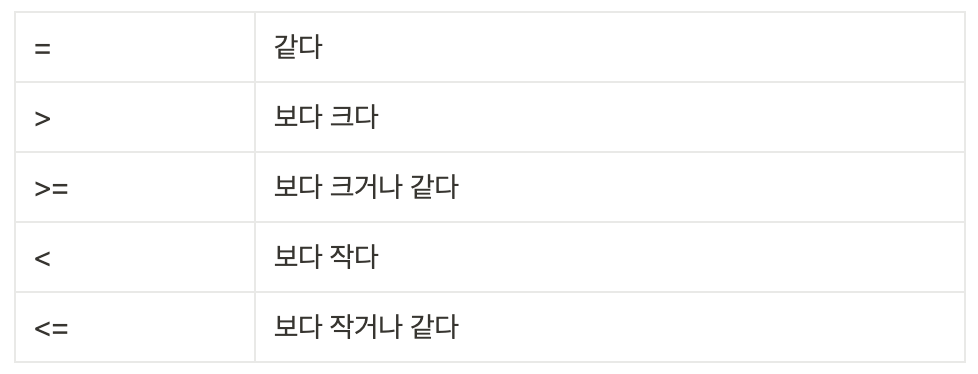 = 같다
> 보다 크다
>= 보다 크거나 같다
< 보다 작다
<= 보다 작거나 같다